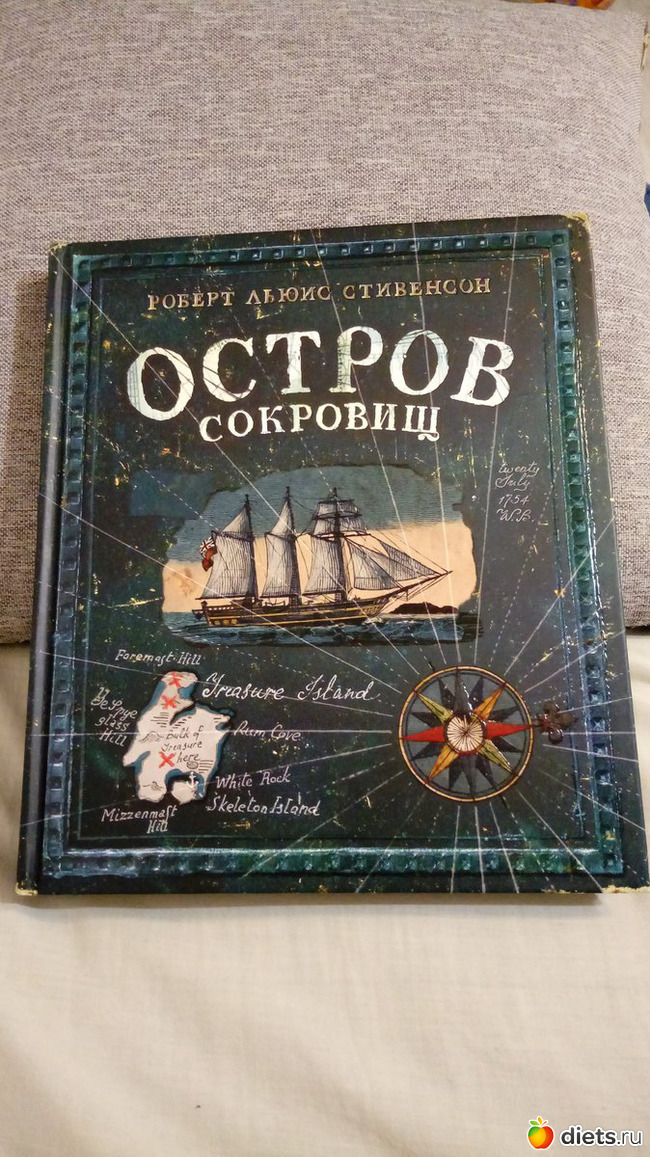 РОБЕРТ ЛЬЮИС СТИВЕНСОН
ОСТРОВ
СОКРОВИЩ
twenty
July
1754
W.B.
Foremast Hill
Treasure Island
Spye
glass
Hill
Bulk of
Treasure
here
Rum Cove
White Rock
Skeleton Island
Mizzenmast
Hill
diets.ru